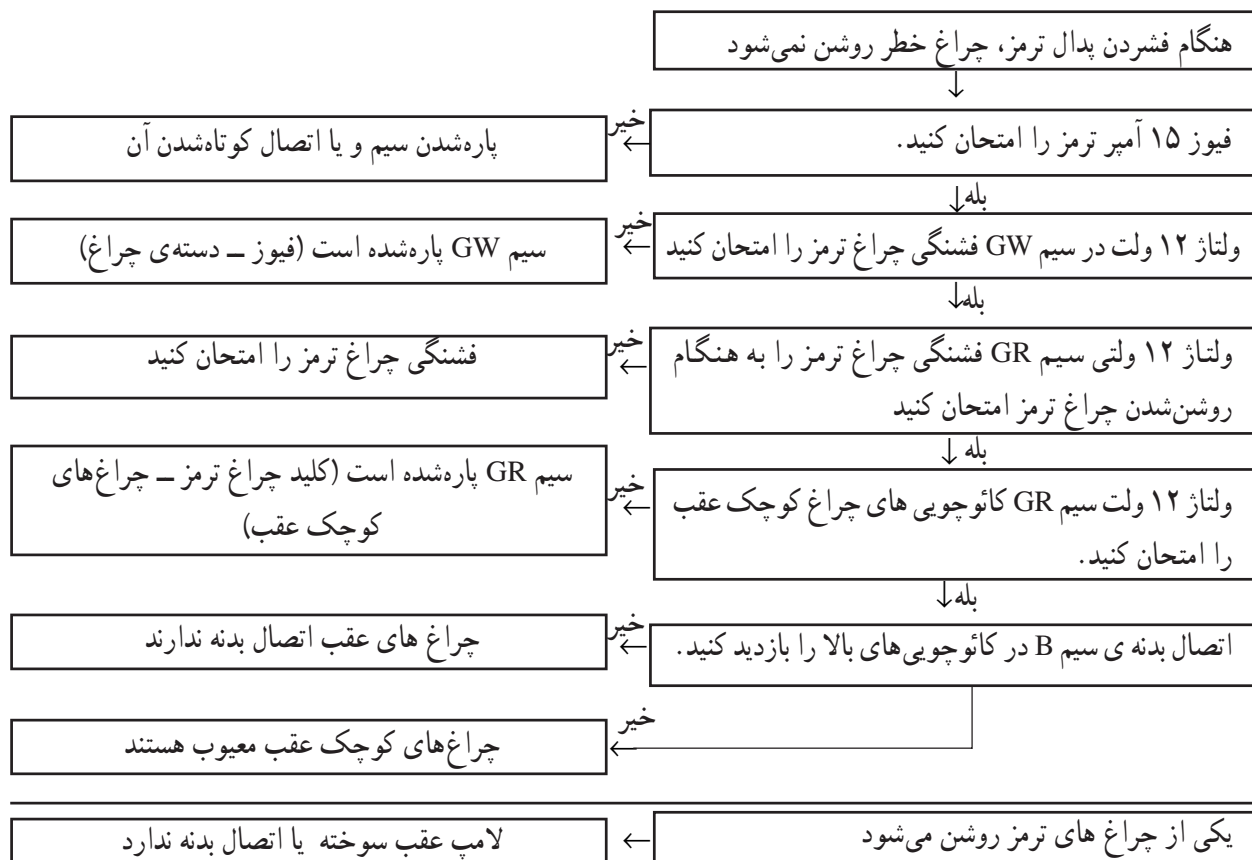 هنگام فشردن پدال ترمز، چراغ خطر روشن نمی‌شود
فیوز ۱۵ آمپر ترمز را امتحان کنید.
خیر
پاره‌شدن سیم و یا اتصال کوتاه‌شدن آن
بله
ولتاژ ۱۲ ولت در سیم GW فشنگی چراغ ترمز را امتحان کنید
خیر
سیم GW پاره‌شده است (فیوز ــ دسته‌ی چراغ)
بله
ولتاژ ۱۲ ولتی سیم GR فشنگی چراغ ترمز را به هنگام
روشن‌شدن چراغ ترمز امتحان کنید
خیر
فشنگی چراغ ترمز را امتحان کنید
بله
ولتاژ ۱۲ ولت سیم GR کائوچویی های چراغ کوچک عقب
را امتحان کنید.
خیر
سیم GR پاره‌شده است (کلید چراغ ترمز ــ چراغ‌های
کوچک عقب)
بله
اتصال بدنه ی سیم B در کائوچویی‌های بالا را بازدید کنید.
خیر
چراغ های عقب اتصال بدنه ندارند
خیر
چراغ‌های کوچک عقب معیوب هستند
یکی از چراغ های ترمز روشن می‌شود
لامپ عقب سوخته یا اتصال بدنه ندارد